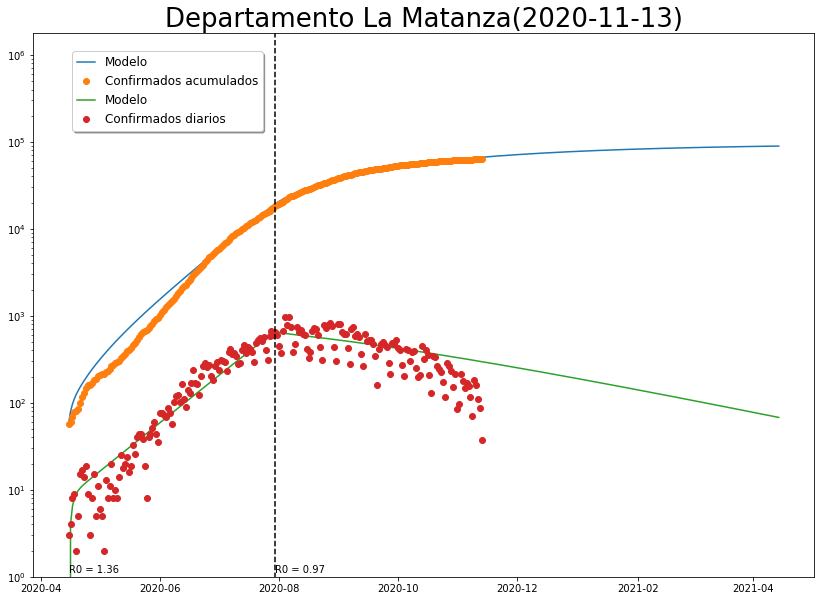 Departamento La Matanza(2020-11-13)
Modelo
Confirmados acumulados
Modelo
Confirmados diarios
10⁶
10⁵
10⁴
10³
10²
10¹
10⁰
R0 = 1.36
R0 = 0.97
2020-04
2020-06
2020-08
2020-10
2020-12
2021-02
2021-04